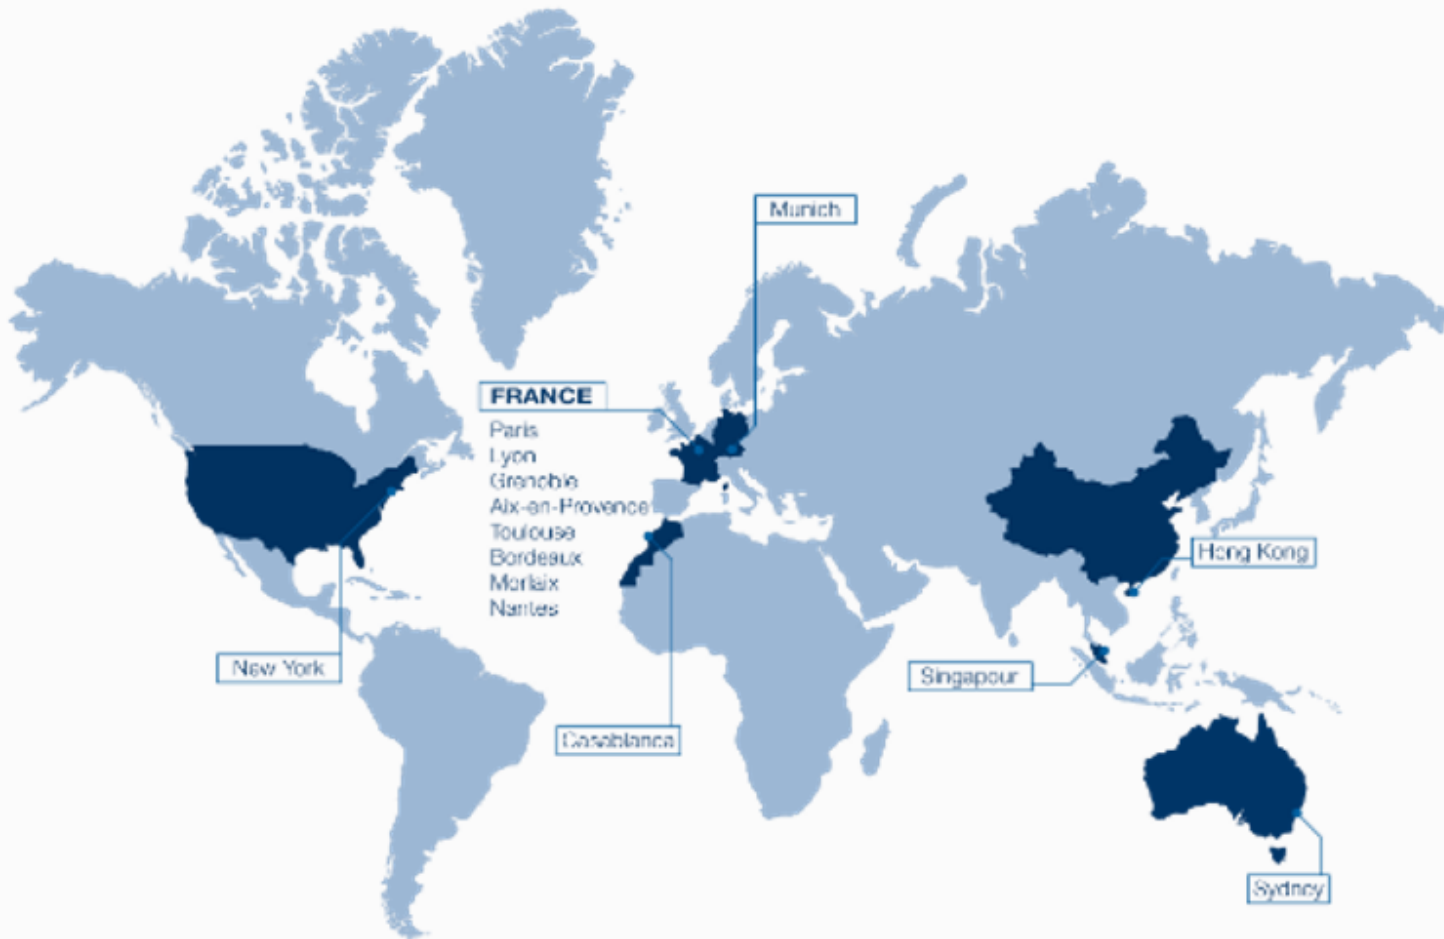 Munich
FRANCE
Paris
Lyon
Grenoble
Aix-en-Provence
Toulouse
Bordeaux
Morlaix
Nantes
Hong Kong
New York
Singapour
Casablanca
Sydney